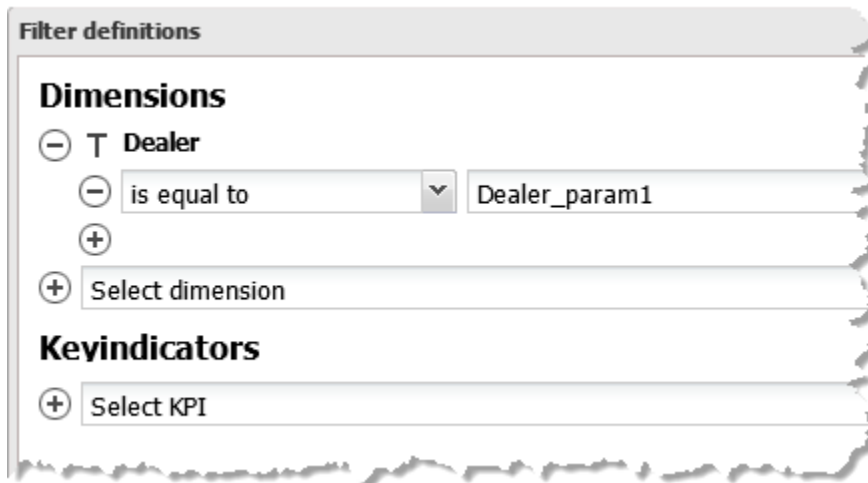 Filter definitions
Dimensions
T Dealer
is equal to Dealer_param1
Select dimension
Keyindicators
Select KPI